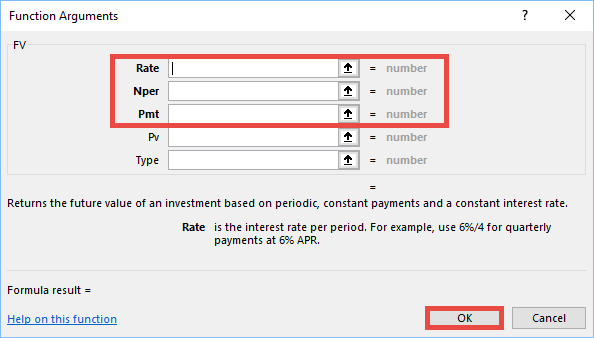 Function Arguments ?
FV
Rate = number
Nper = number
Pmt = number
Pv = number
Type = number
=
Returns the future value of an investment based on periodic, constant payments and a constant interest rate.
Rate is the interest rate per period. For example, use 6%/4 for quarterly
payments at 6% APR.
Formula result =
Help on this function OK Cancel